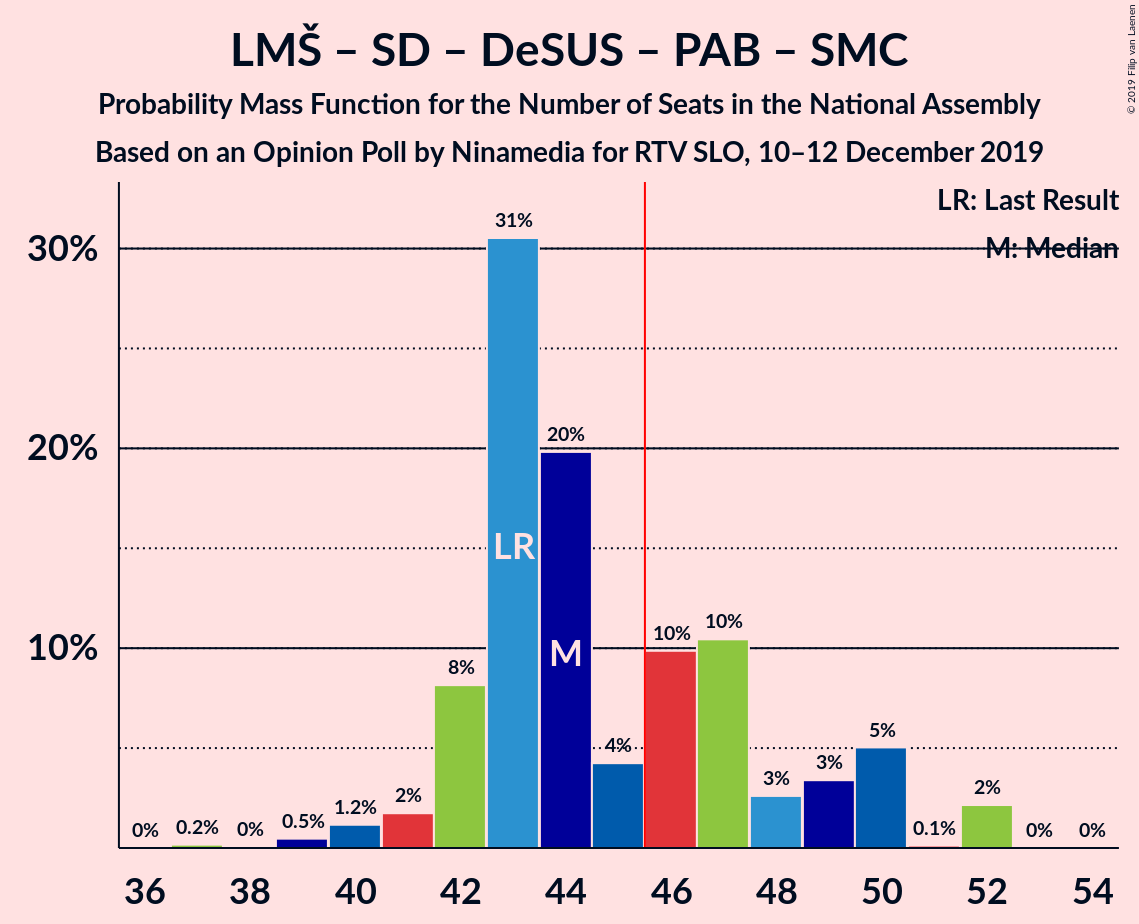 LMŠ – SD – DeSUS – PAB – SMC
Probability Mass Function for the Number of Seats in the National Assembly
Based on an Opinion Poll by Ninamedia for RTV SLO, 10–12 December 2019
© 2019 Filip van Laenen
LR: Last Result
M: Median
30%
20%
10%
0%
0.2%
0%
0.5%
1.2%
2%
8%
31%
20%
4%
10%
10%
3%
3%
5%
0.1%
2%
0%
0%
LR
M
36 38 40 42 44 46 48 50 52 54